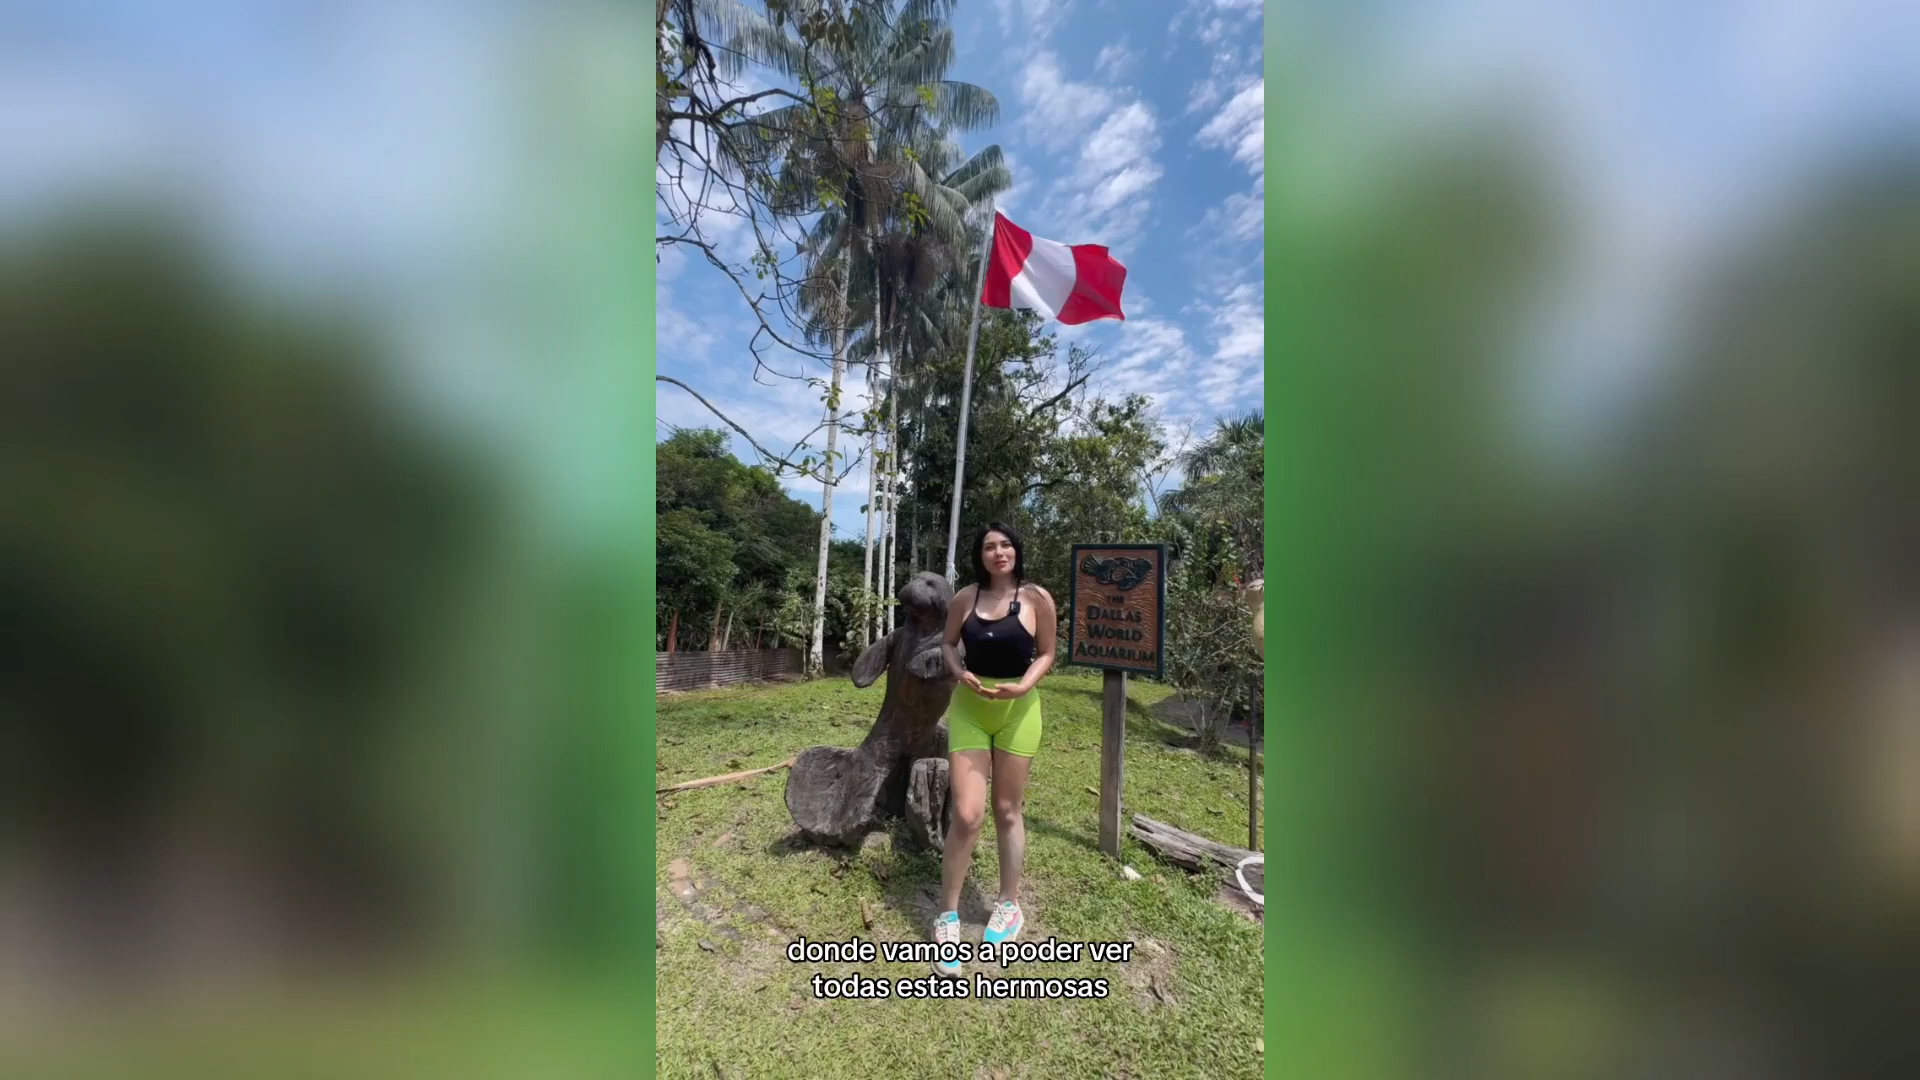 THE
DALLAS
WORLD
AQUARIUM
donde vamos a poder ver
todas estas hermosas